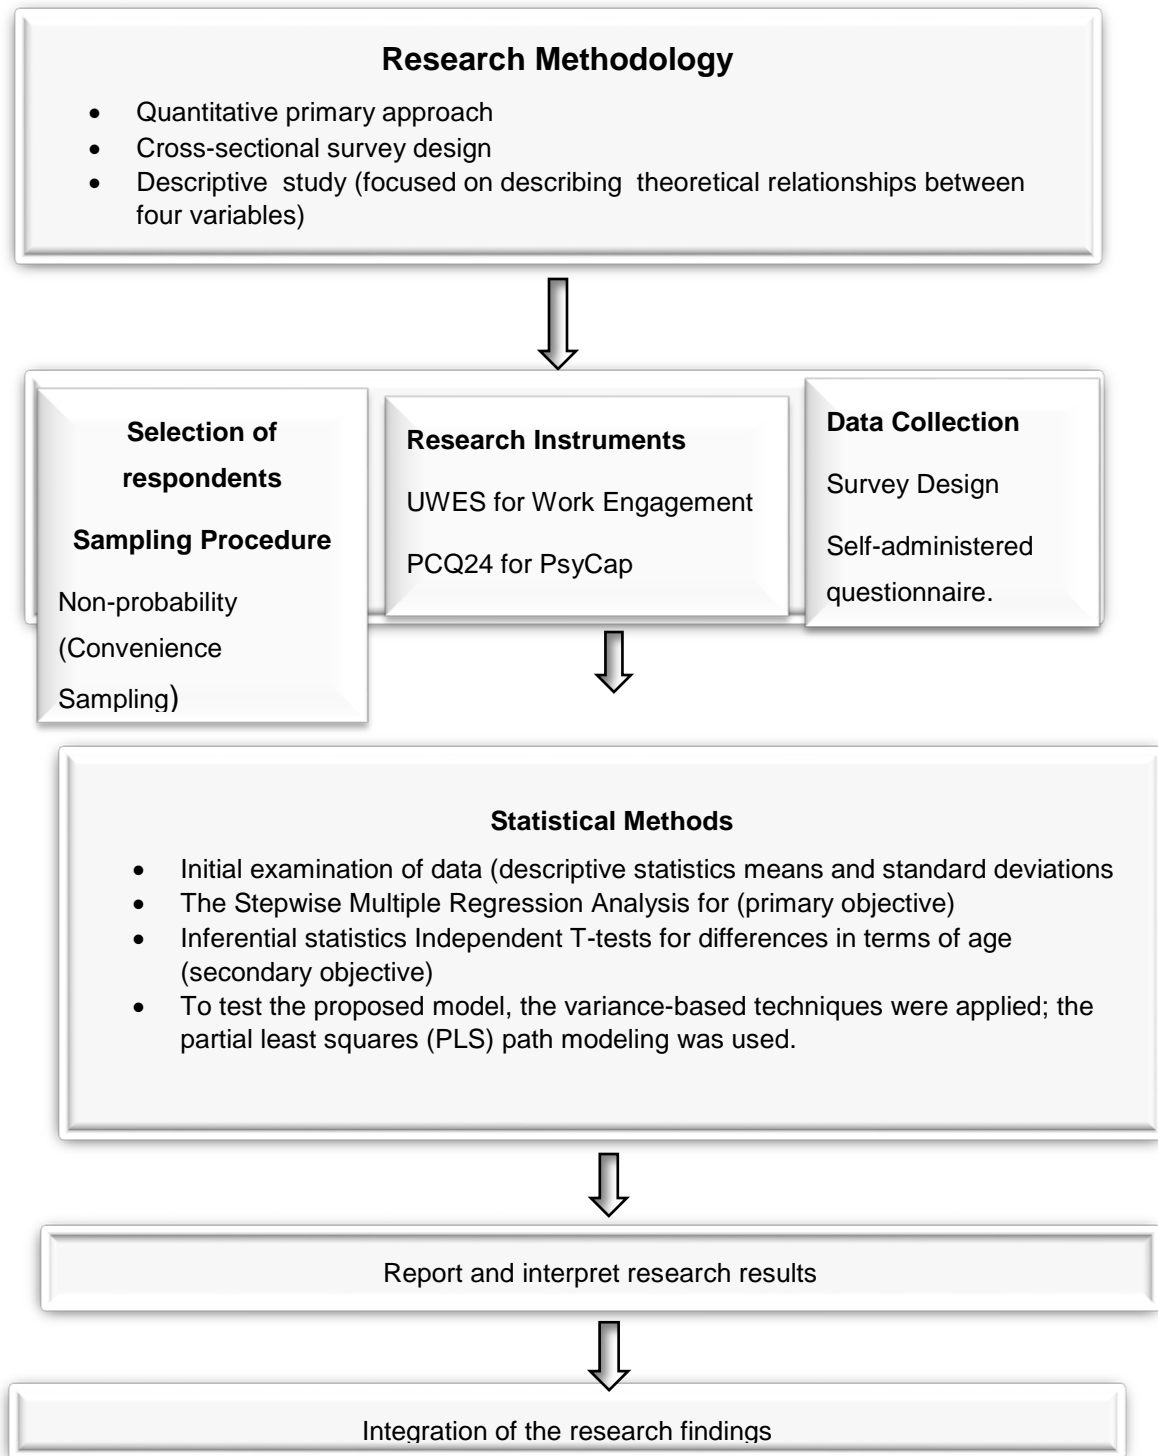 Research Methodology
• Quantitative primary approach
• Cross-sectional survey design
• Descriptive study (focused on describing theoretical relationships between
four variables)
Selection of
respondents
Sampling Procedure
Non-probability
(Convenience
Sampling)
Research Instruments
UWES for Work Engagement
PCQ24 for PsyCap
Data Collection
Survey Design
Self-administered
questionnaire.
Statistical Methods
• Initial examination of data (descriptive statistics means and standard deviations
• The Stepwise Multiple Regression Analysis for (primary objective)
• Inferential statistics Independent T-tests for differences in terms of age
(secondary objective)
• To test the proposed model, the variance-based techniques were applied; the
partial least squares (PLS) path modeling was used.
Report and interpret research results
Integration of the research findings